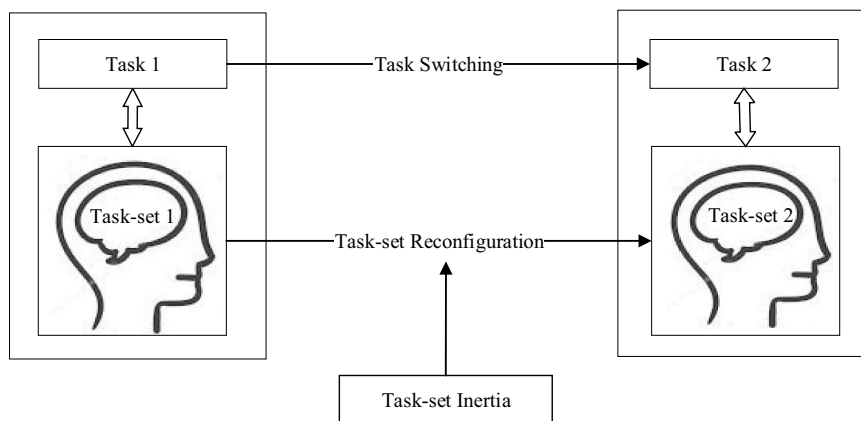 Task 1
Task Switching
Task 2
Task-set 1
Task-set 2
Task-set Reconfiguration
Task-set Inertia